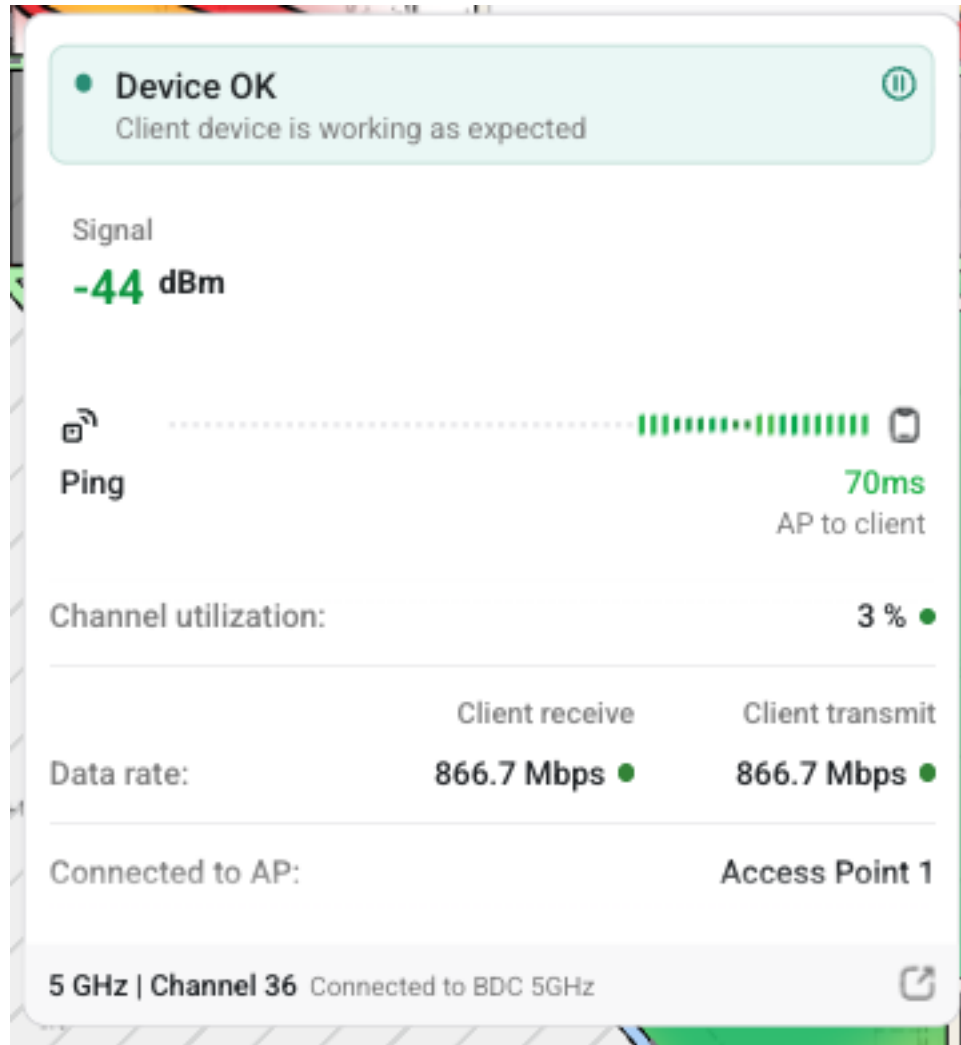 Device OK
Client device is working as expected
Signal
-44 dBm
Ping
70ms
AP to client
Channel utilization: 3 %
Client receive Client transmit
Data rate: 866.7 Mbps 866.7 Mbps
Connected to AP: Access Point 1
5 GHz | Channel 36 Connected to BDC 5GHz